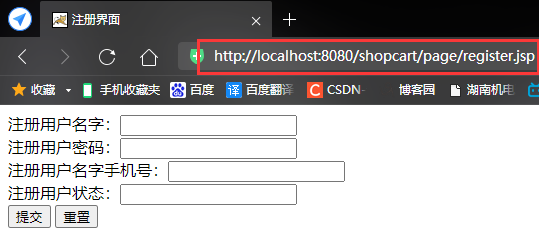 注册界面
http://localhost:8080/shopcart/page/register.jsp
收藏 手机收藏夹 百度 译 百度翻译 C CSDN- 博客园 湖南机电
注册用户名字：
注册用户密码：
注册用户名字手机号：
注册用户状态：
提交 重置